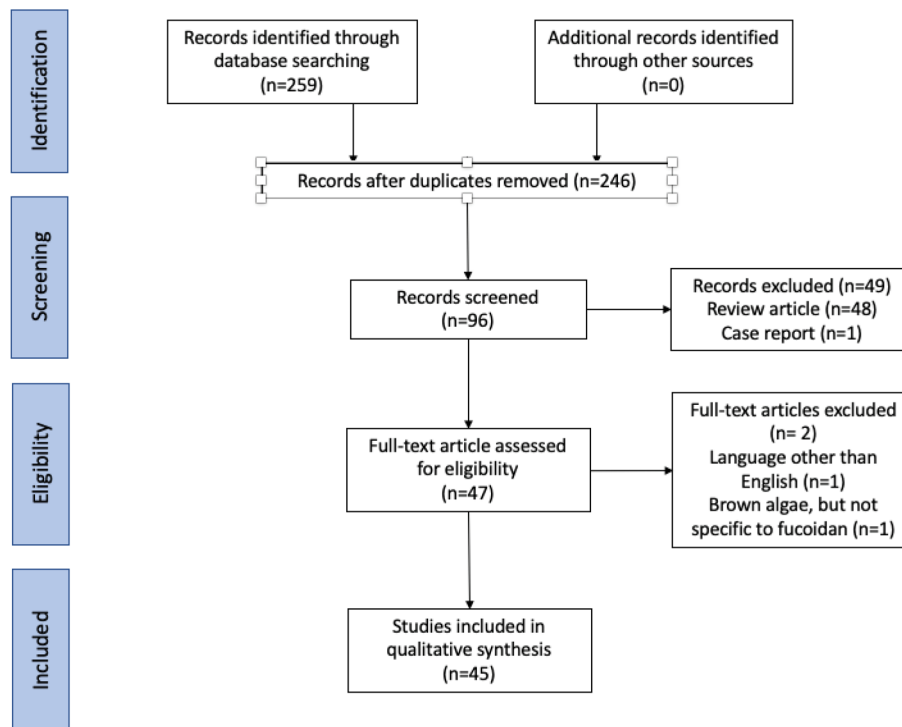 Identification
Records identified through
database searching
(n=259)
Additional records identified
through other sources
(n=0)
Records after duplicates removed (n=246)
Screening
Records screened
(n=96)
Records excluded (n=49)
Review article (n=48)
Case report (n=1)
Eligibility
Full-text article assessed
for eligibility
(n=47)
Full-text articles excluded
(n= 2)
Language other than
English (n=1)
Brown algae, but not
specific to fucoidan (n=1)
Included
Studies included in
qualitative synthesis
(n=45)